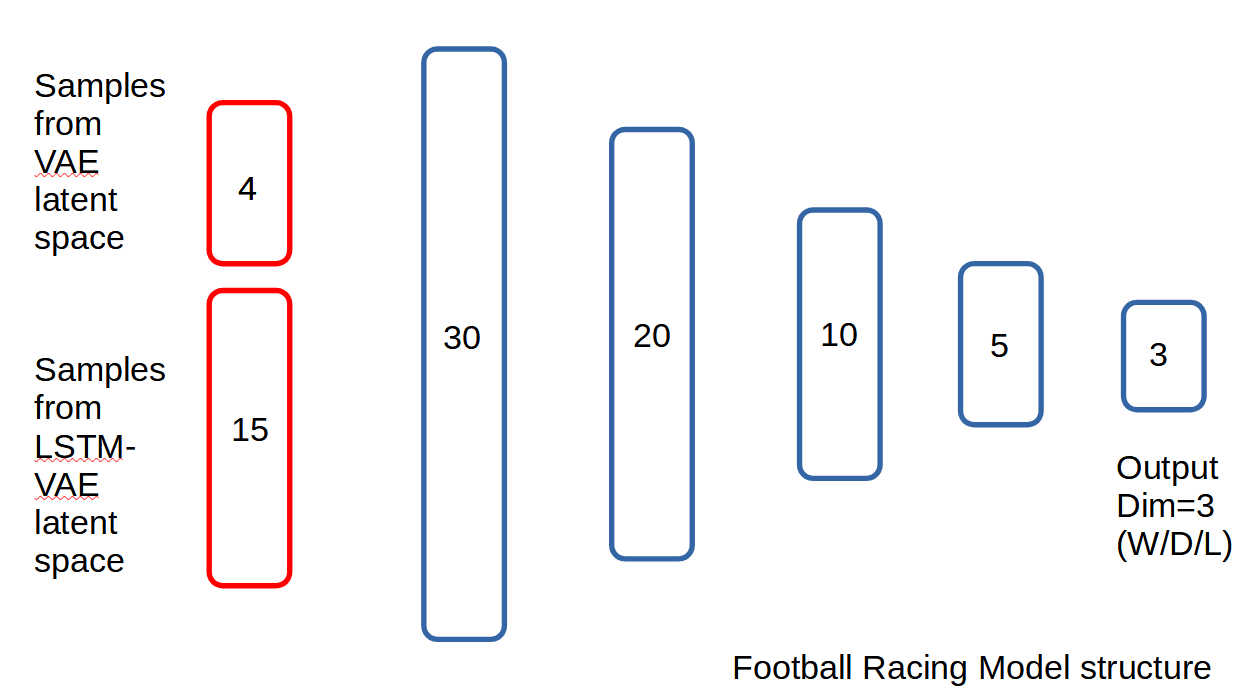 Samples
from
VAE
latent
space
4
Samples
from
LSTM-
VAE
latent
space
15
30
20
10
5
3
Output
Dim=3
(W/D/L)
Football Racing Model structure